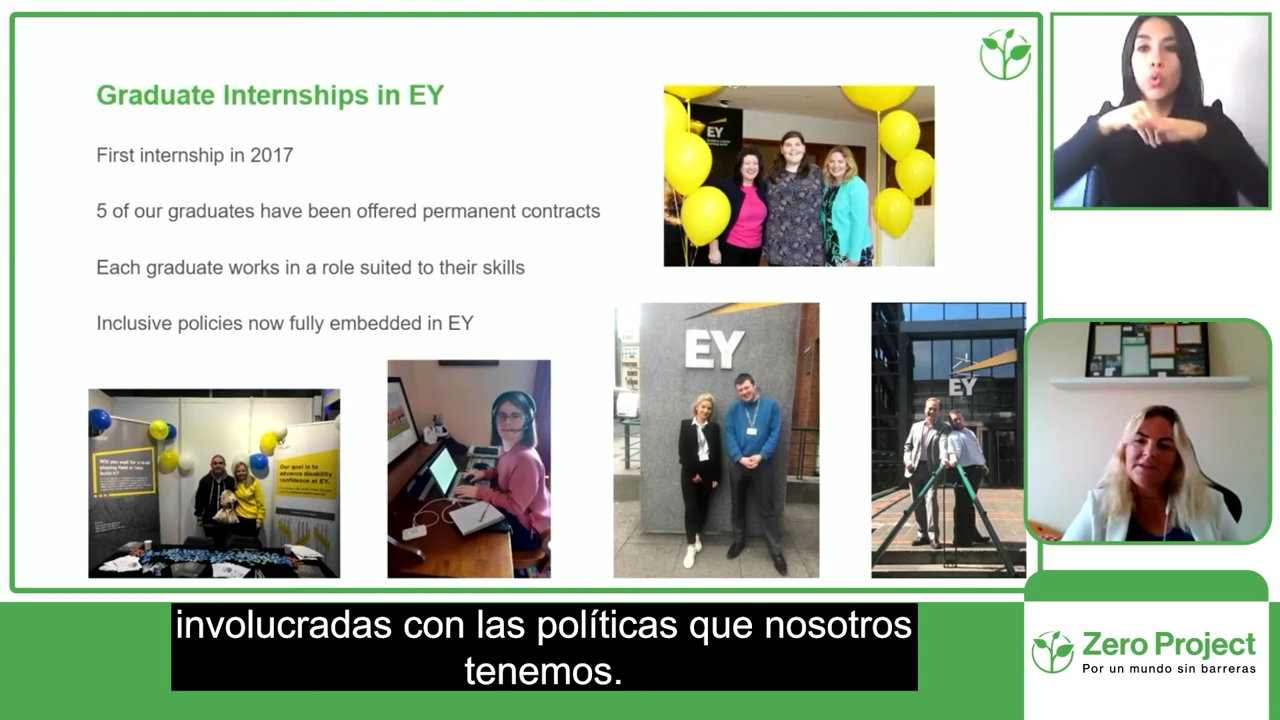 Graduate Internships in EY
First internship in 2017
5 of our graduates have been offered permanent contracts
Each graduate works in a role suited to their skills
Inclusive policies now fully embedded in EY
EY
EY
EY
Our goal is to
advance disability
confidence at EY.
involucradas con las políticas que nosotros
tenemos.
Zero Project
Por un mundo sin barreras